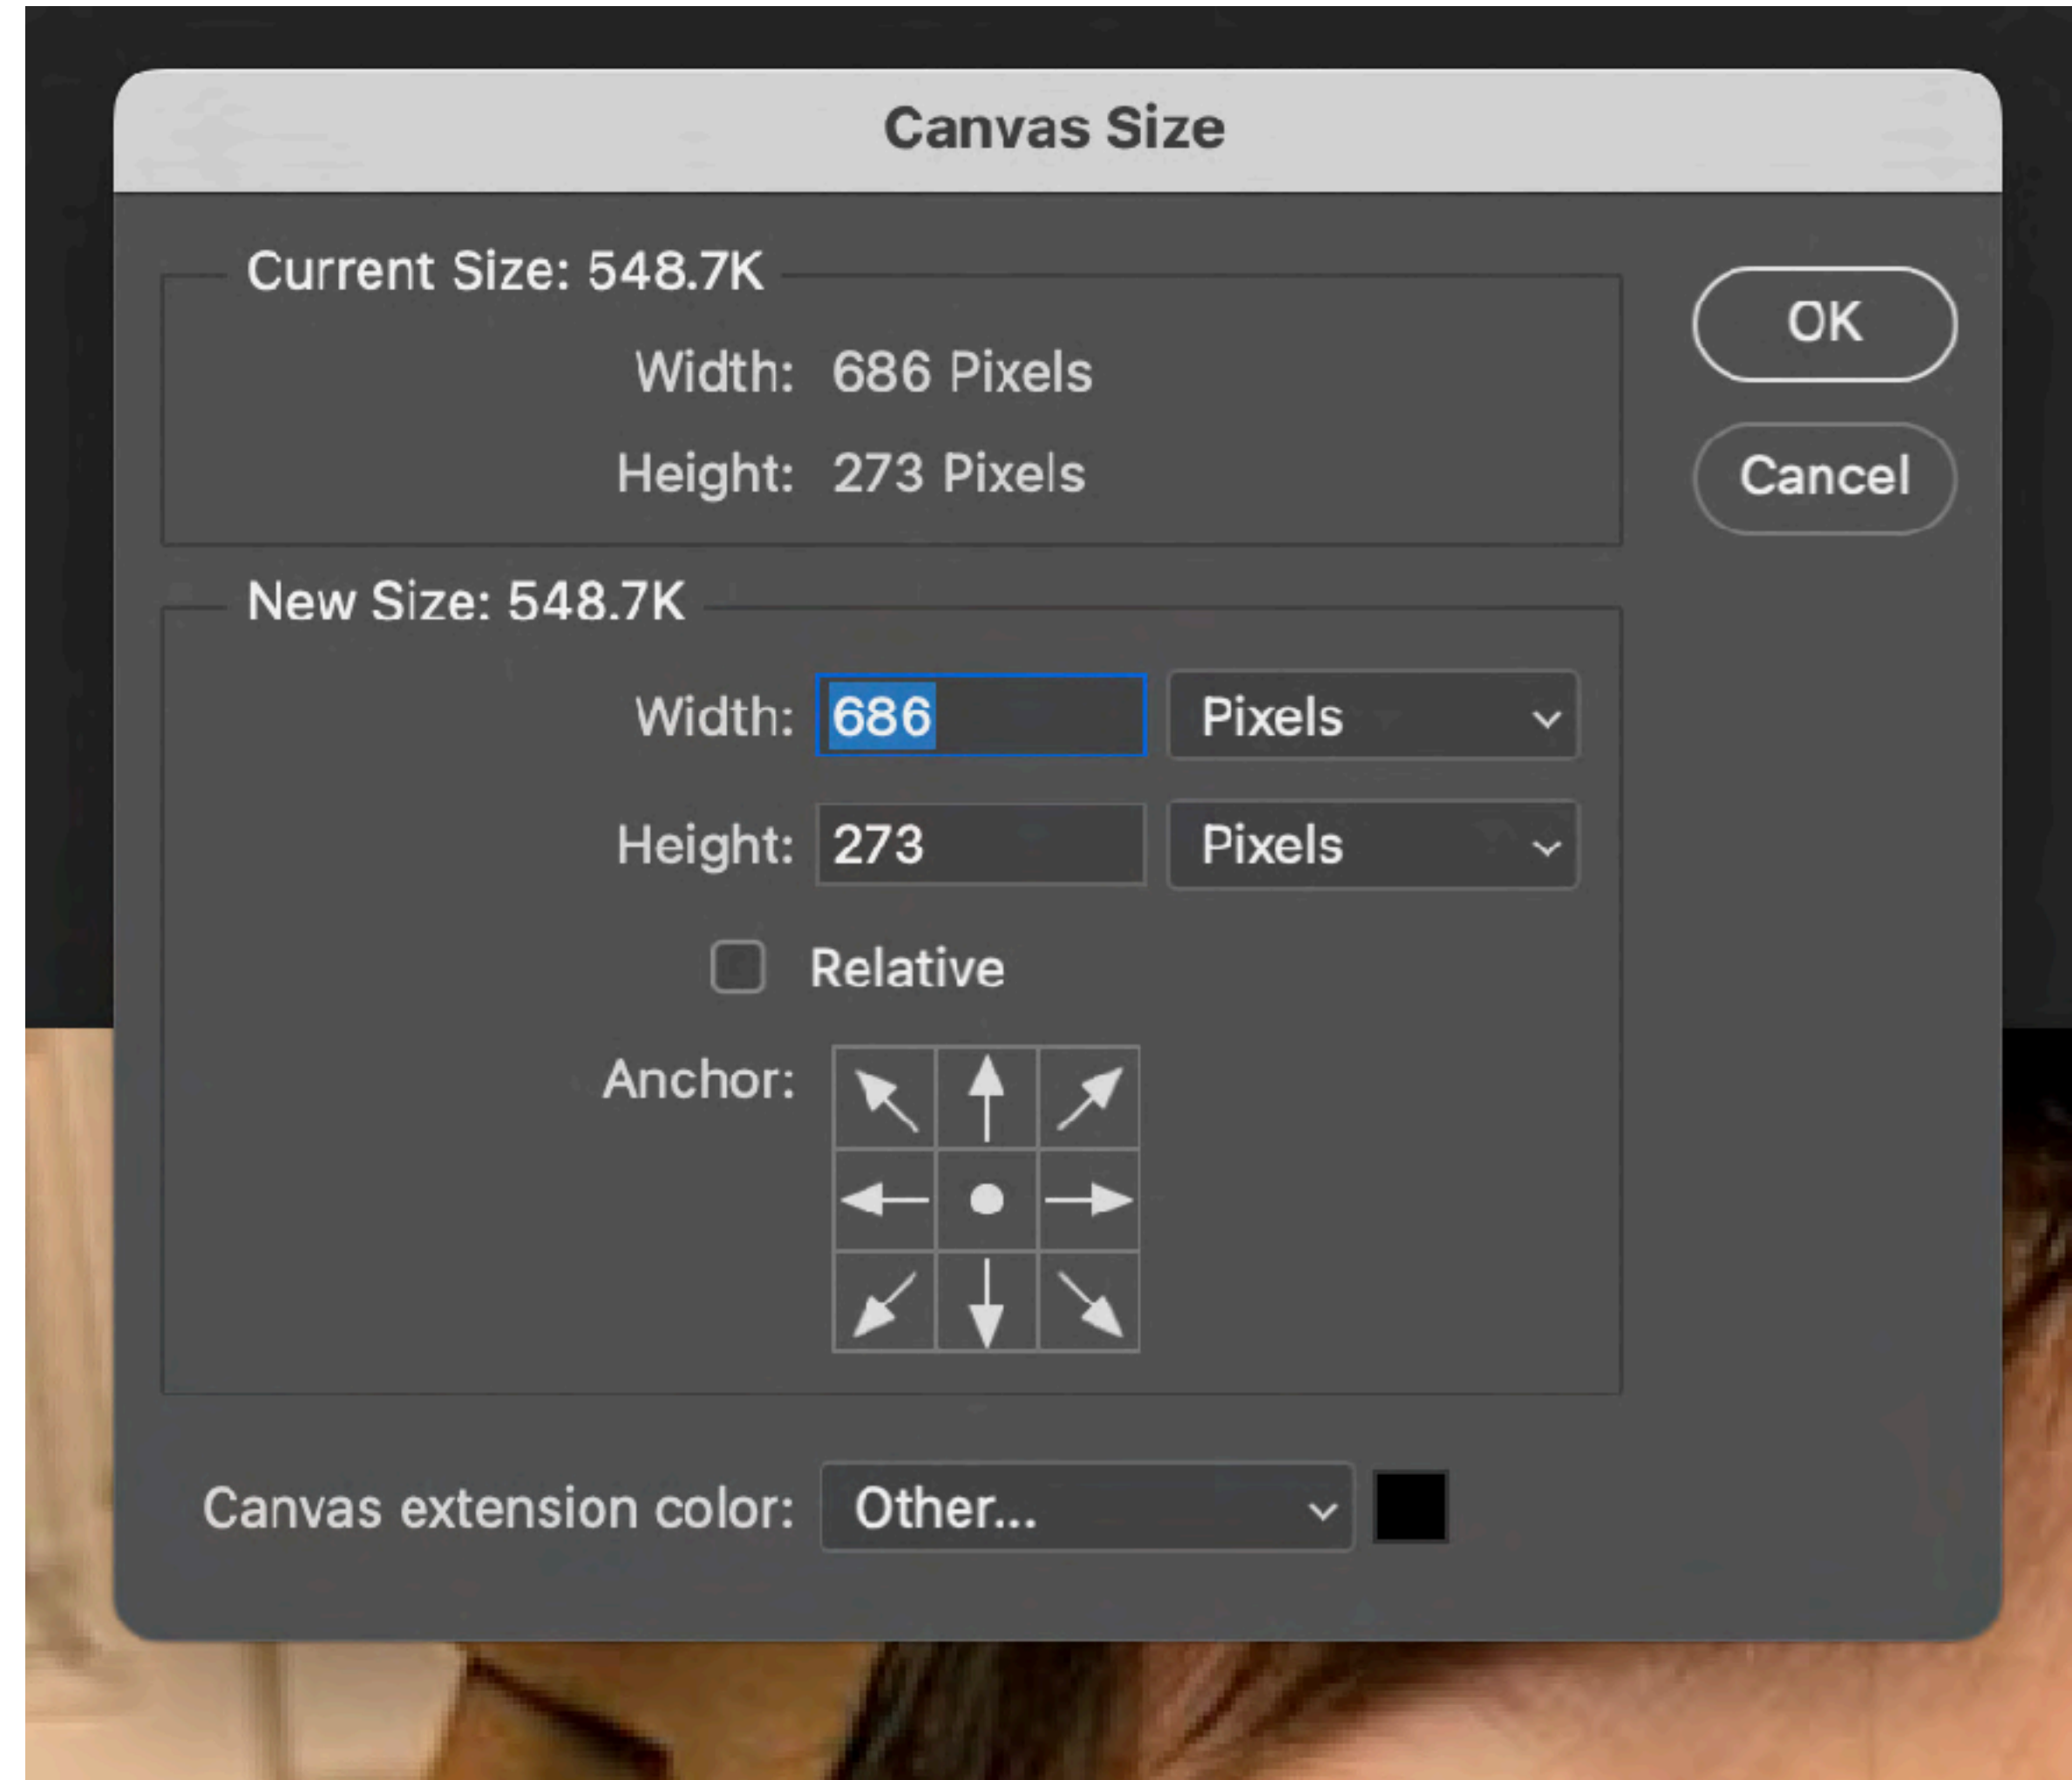 Canvas Size
Current Size: 548.7K
OK
Width: 686 Pixels
Height: 273 Pixels
Cancel
New Size: 548.7K
Width: 686 Pixels
Height: 273 Pixels
Relative
Anchor:
Canvas extension color: Other...